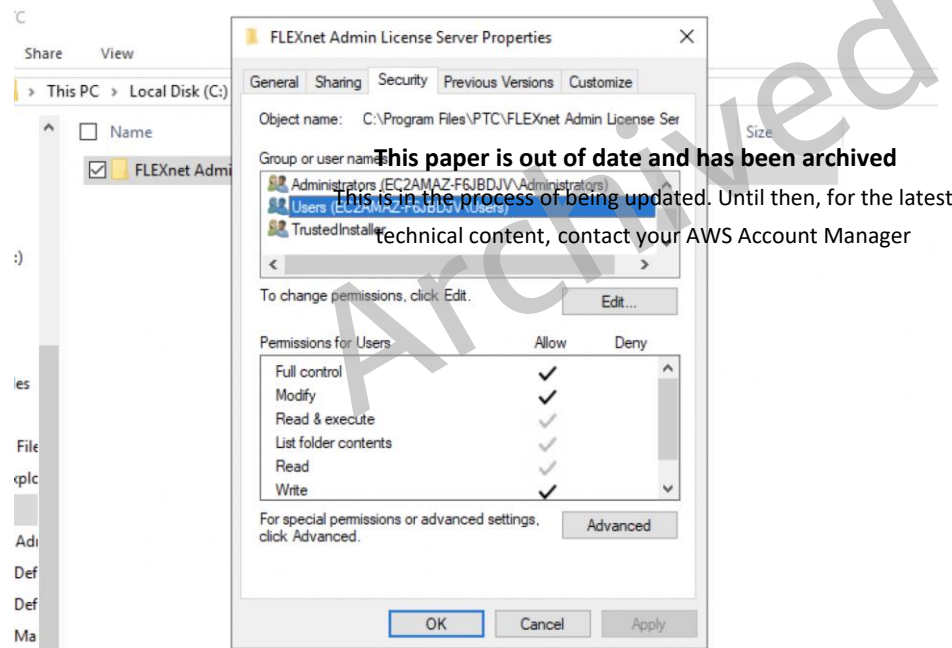 FLEXnet Admin License Server Properties
Share View
General Sharing Security Previous Versions Customize
This PC > Local Disk (C:)
Object name: C:\Program Files\PTC\FLEXnet Admin License Ser
Name Size
Group or user names:
This paper is out of date and has been archived
FLEXnet Admi
Administrators (EC2AMAZ-F6JBDJV\Administrators)
Users (EC2AMAZ-F6JBDJV\Users)
This is in the process of being updated. Until then, for the latest
TrustedInstaller
technical content, contact your AWS Account Manager
To change permissions, click Edit.
Edit...
Permissions for Users Allow Deny
Full control
Modify
Read & execute
List folder contents
Read
Write
For special permissions or advanced settings,
click Advanced.
Advanced
File
Def
Def
OK Cancel Apply
Archived